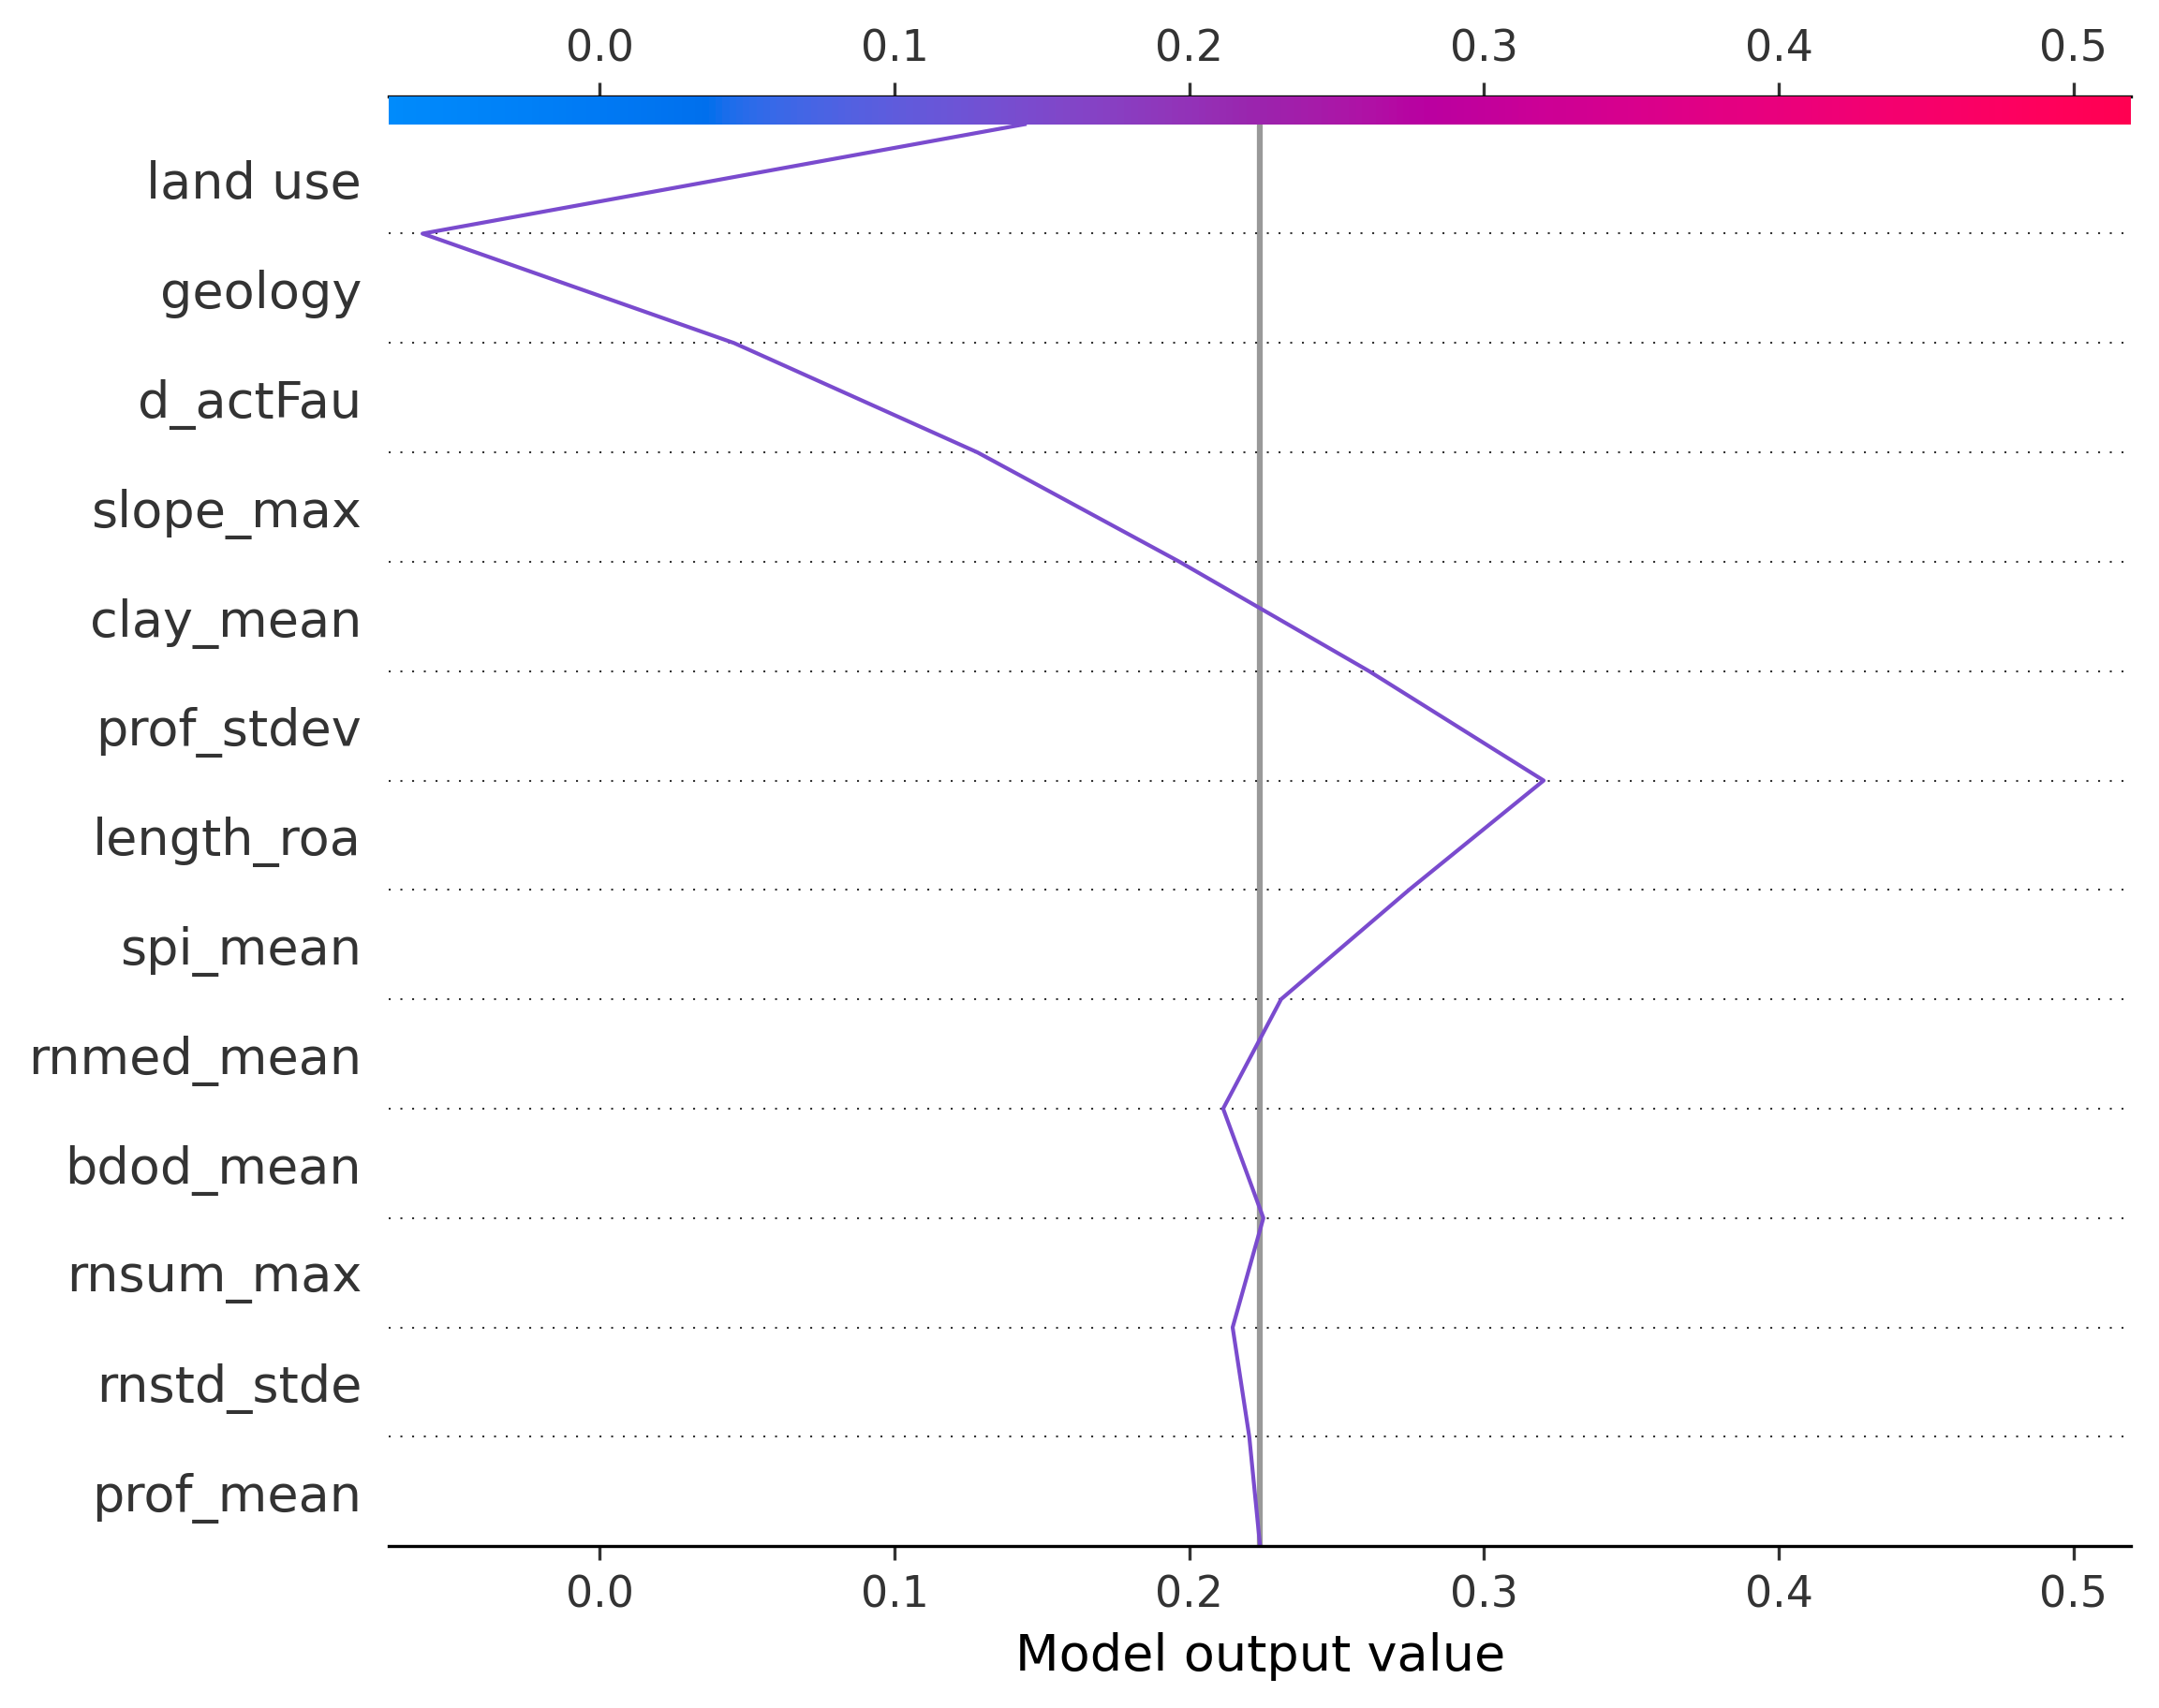 0.0 0.1 0.2 0.3 0.4 0.5
land use
geology
d_actFau
slope_max
clay_mean
prof_stdev
length_roa
spi_mean
rnmed_mean
bdod_mean
rnsum_max
rnstd_stde
prof_mean
0.0 0.1 0.2 0.3 0.4 0.5
Model output value